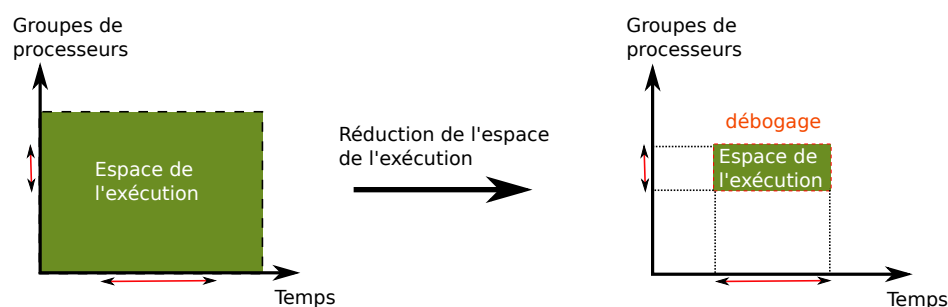 Groupes de
processeurs
Espace de
l'exécution
Temps
Réduction de l'espace
de l'exécution
Groupes de
processeurs
débogage
Espace de
l'exécution
Temps